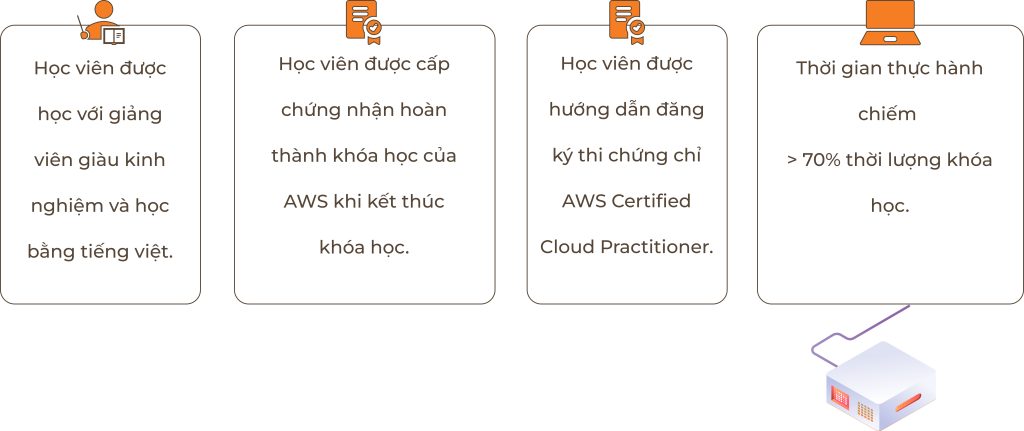 Học viên được
học với giảng
viên giàu kinh
nghiệm và học
bằng tiếng việt.
Học viên được cấp
chứng nhận hoàn
thành khóa học của
AWS khi kết thúc
khóa học.
Học viên được
hướng dẫn đăng
ký thi chứng chỉ
AWS Certified
Cloud Practitioner.
Thời gian thực hành
chiếm
> 70% thời lượng khóa
học.